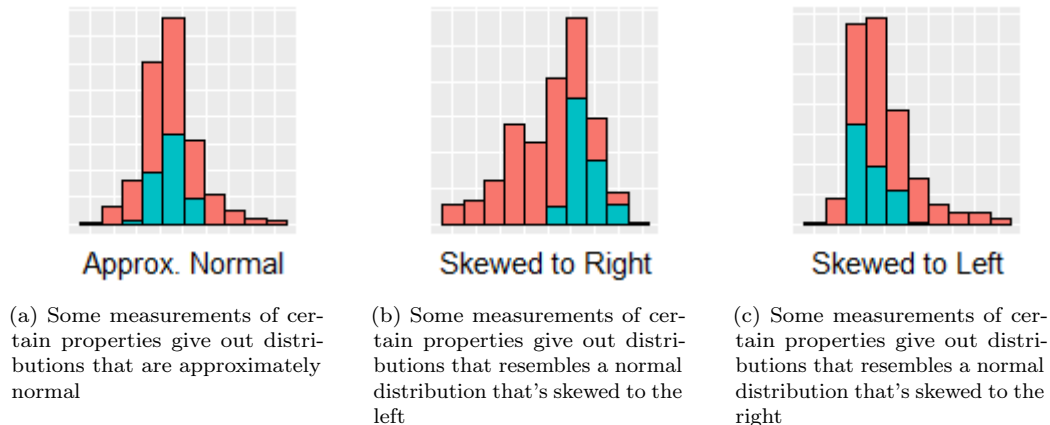 Approx. Normal
Skewed to Right
Skewed to Left
(a) Some measurements of cer-
tain properties give out distri-
butions that are approximately
normal
(b) Some measurements of cer-
tain properties give out distri-
butions that resembles a normal
distribution that's skewed to the
left
(c) Some measurements of cer-
tain properties give out distri-
butions that resembles a normal
distribution that's skewed to the
right